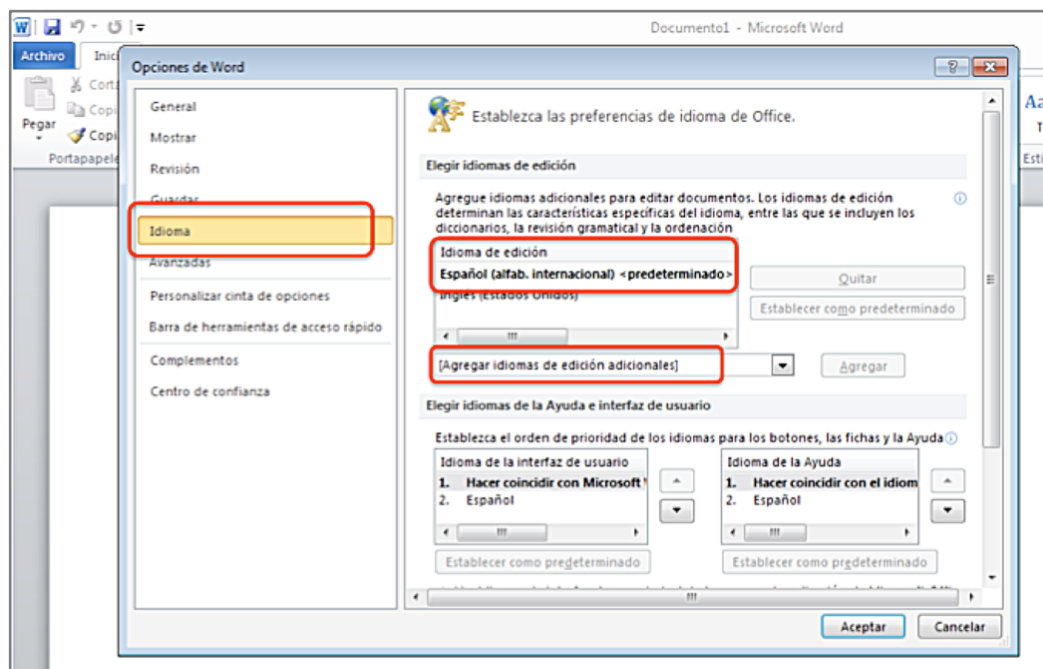 Documento1 - Microsoft Word
Archivo
Pegar
Opciones de Word
General
Mostrar
Revisión
Guardar
Idioma
Avanzadas
Personalizar cinta de opciones
Barra de herramientas de acceso rápido
Complementos
Centro de confianza
Establezca las preferencias de idioma de Office.
Elegir idiomas de edición
Agregue idiomas adicionales para editar documentos. Los idiomas de edición
determinan las características específicas del idioma, entre las que se incluyen los
diccionarios, la revisión gramatical y la ordenación
Idioma de edición
Español (alfab. internacional) <predeterminado>
Inglés (Estados Unidos)
Quitar
Establecer como predeterminado
[Agregar idiomas de edición adicionales]
Agregar
Elegir idiomas de la Ayuda e interfaz de usuario
Establezca el orden de prioridad de los idiomas para los botones, las fichas y la Ayuda
Idioma de la interfaz de usuario
1. Hacer coincidir con Microsoft
2. Español
Establecer como predeterminado
Idioma de la Ayuda
1. Hacer coincidir con el idiom
2. Español
Establecer como predeterminado
Aceptar
Cancelar